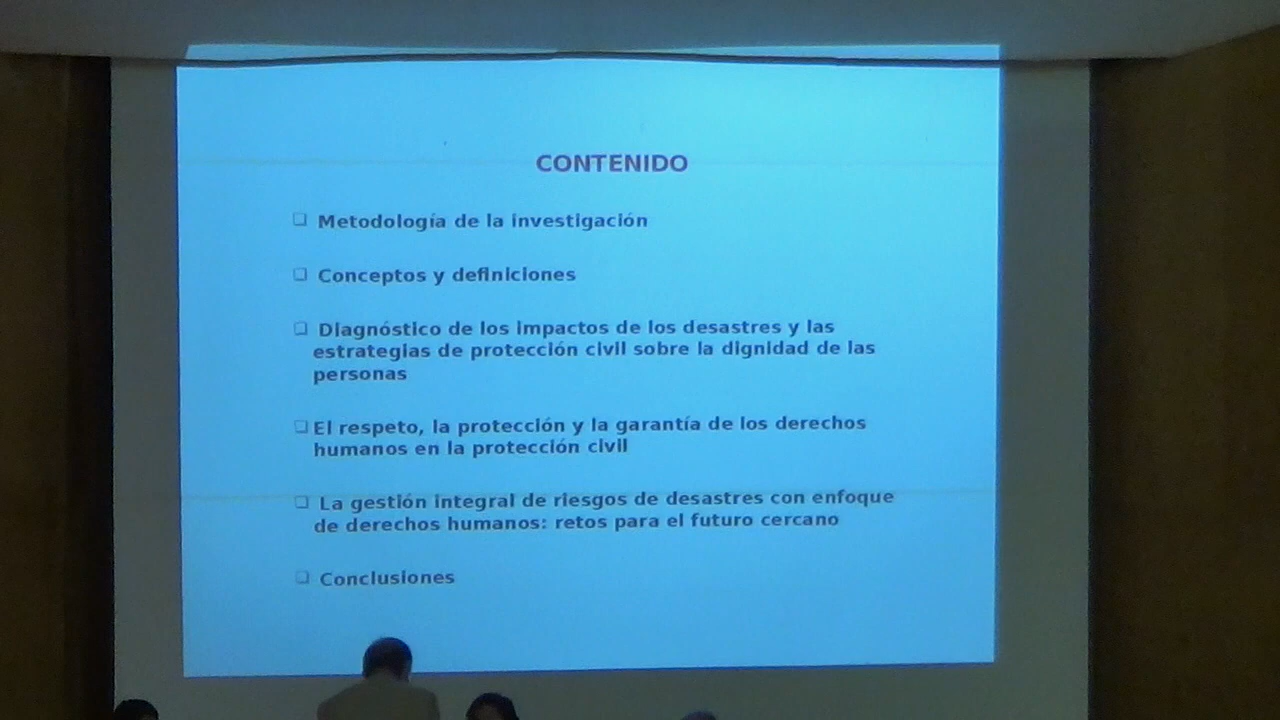 CONTENIDO
❑ Metodología de la investigación
❑ Conceptos y definiciones
❑ Diagnóstico de los impactos de los desastres y las
estrategias de protección civil sobre la dignidad de las
personas
❑ El respeto, la protección y la garantía de los derechos
humanos en la protección civil
❑ La gestión integral de riesgos de desastres con enfoque
de derechos humanos: retos para el futuro cercano
❑ Conclusiones